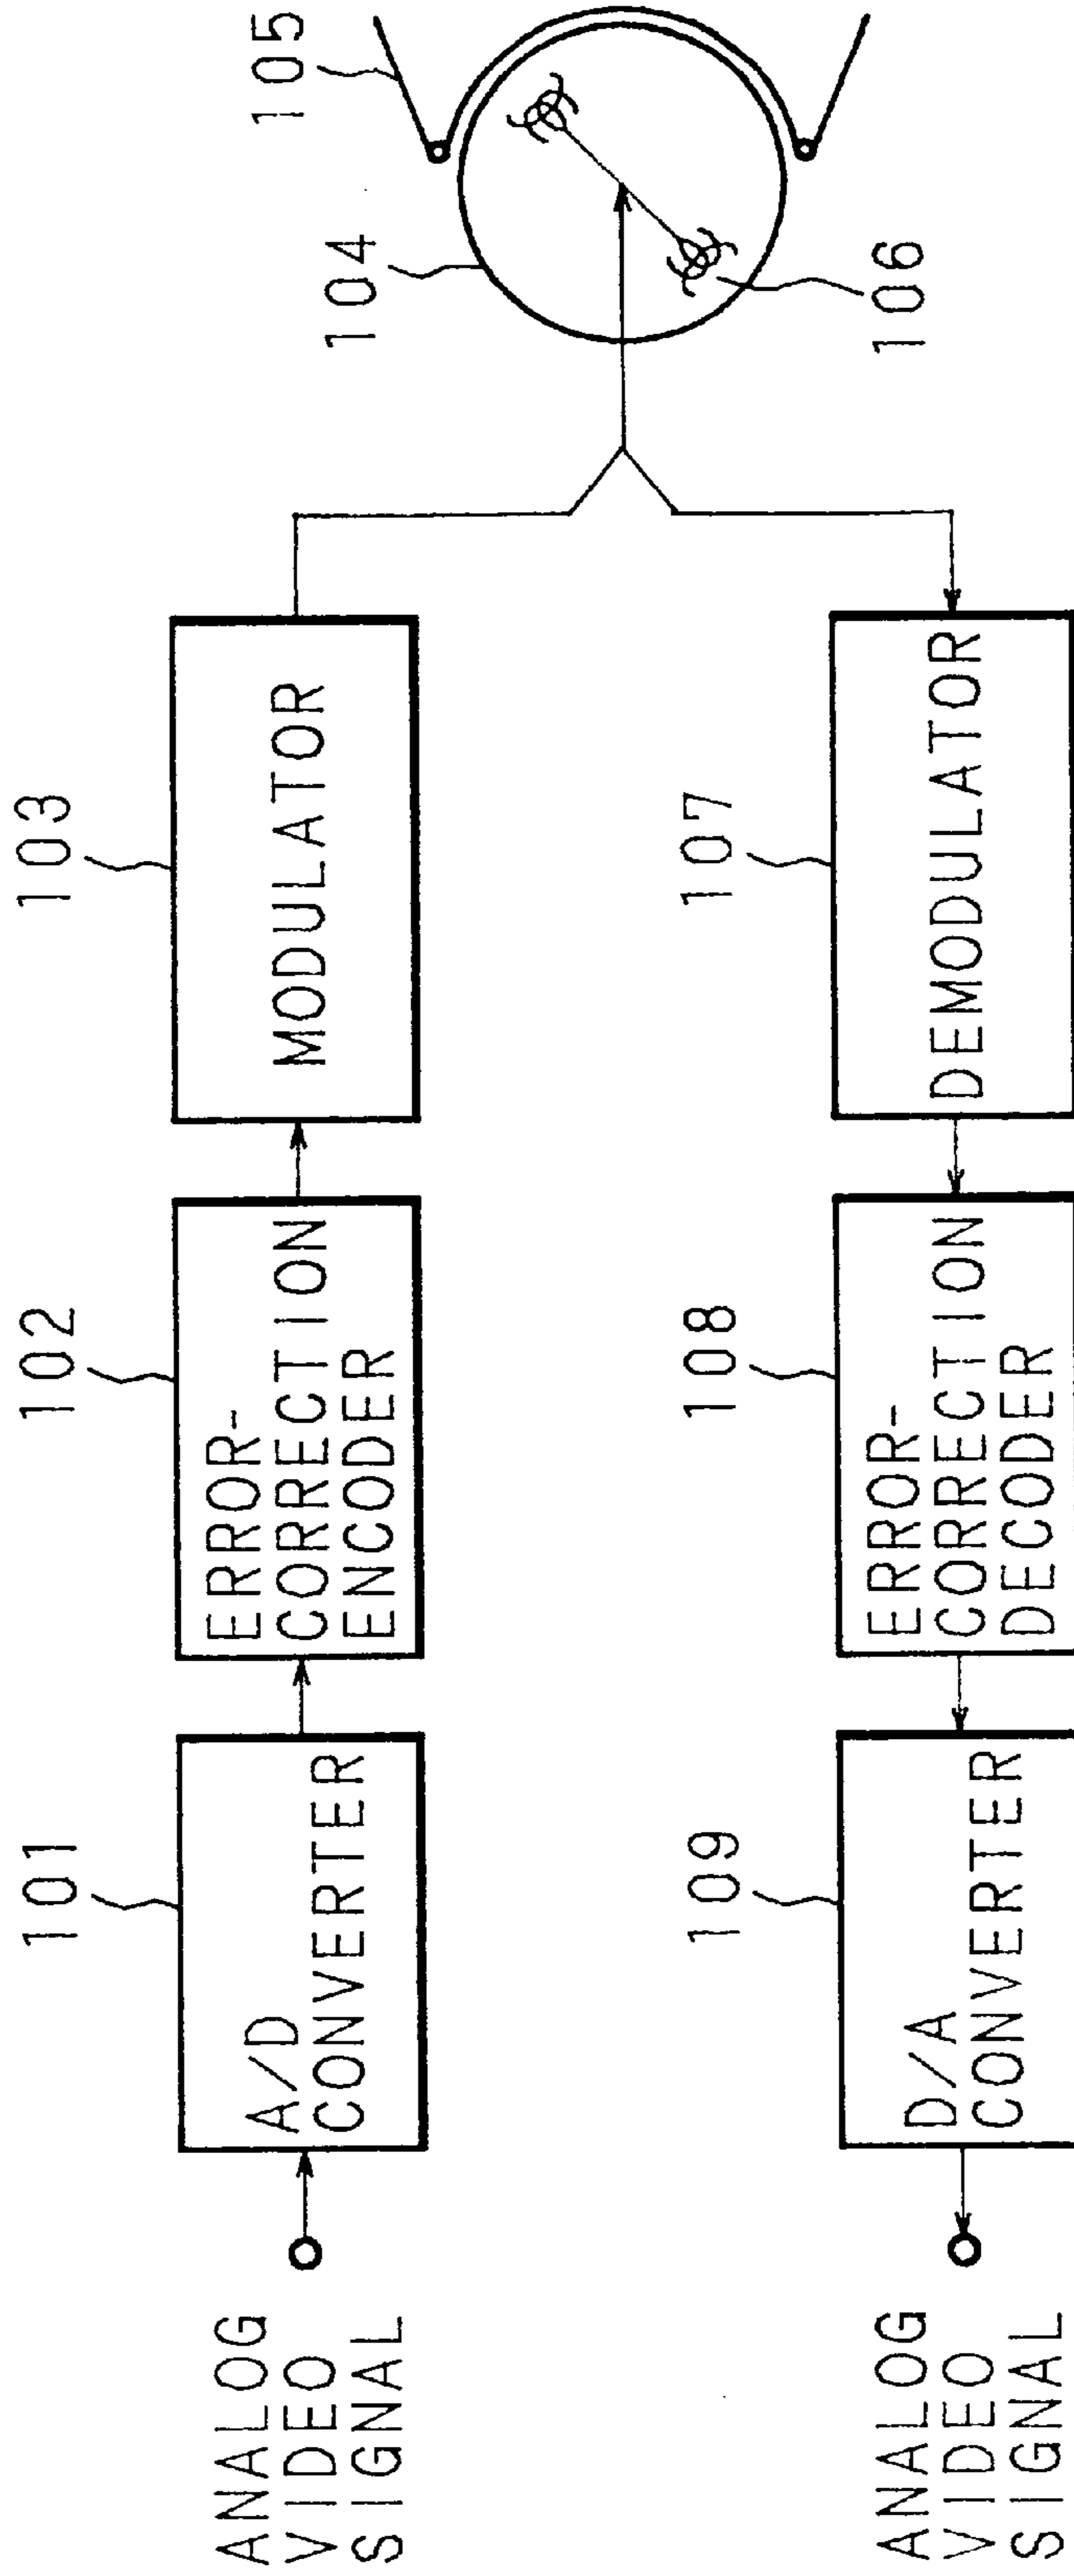 ANALOG
VIDEO
SIGNAL
101
A/D
CONVERTER
102
ERROR-
CORRECTION
ENCODER
103
MODULATOR
104
105
106
107
DEMODULATOR
108
ERROR-
CORRECTION
DECODER
109
D/A
CONVERTER
ANALOG
VIDEO
SIGNAL